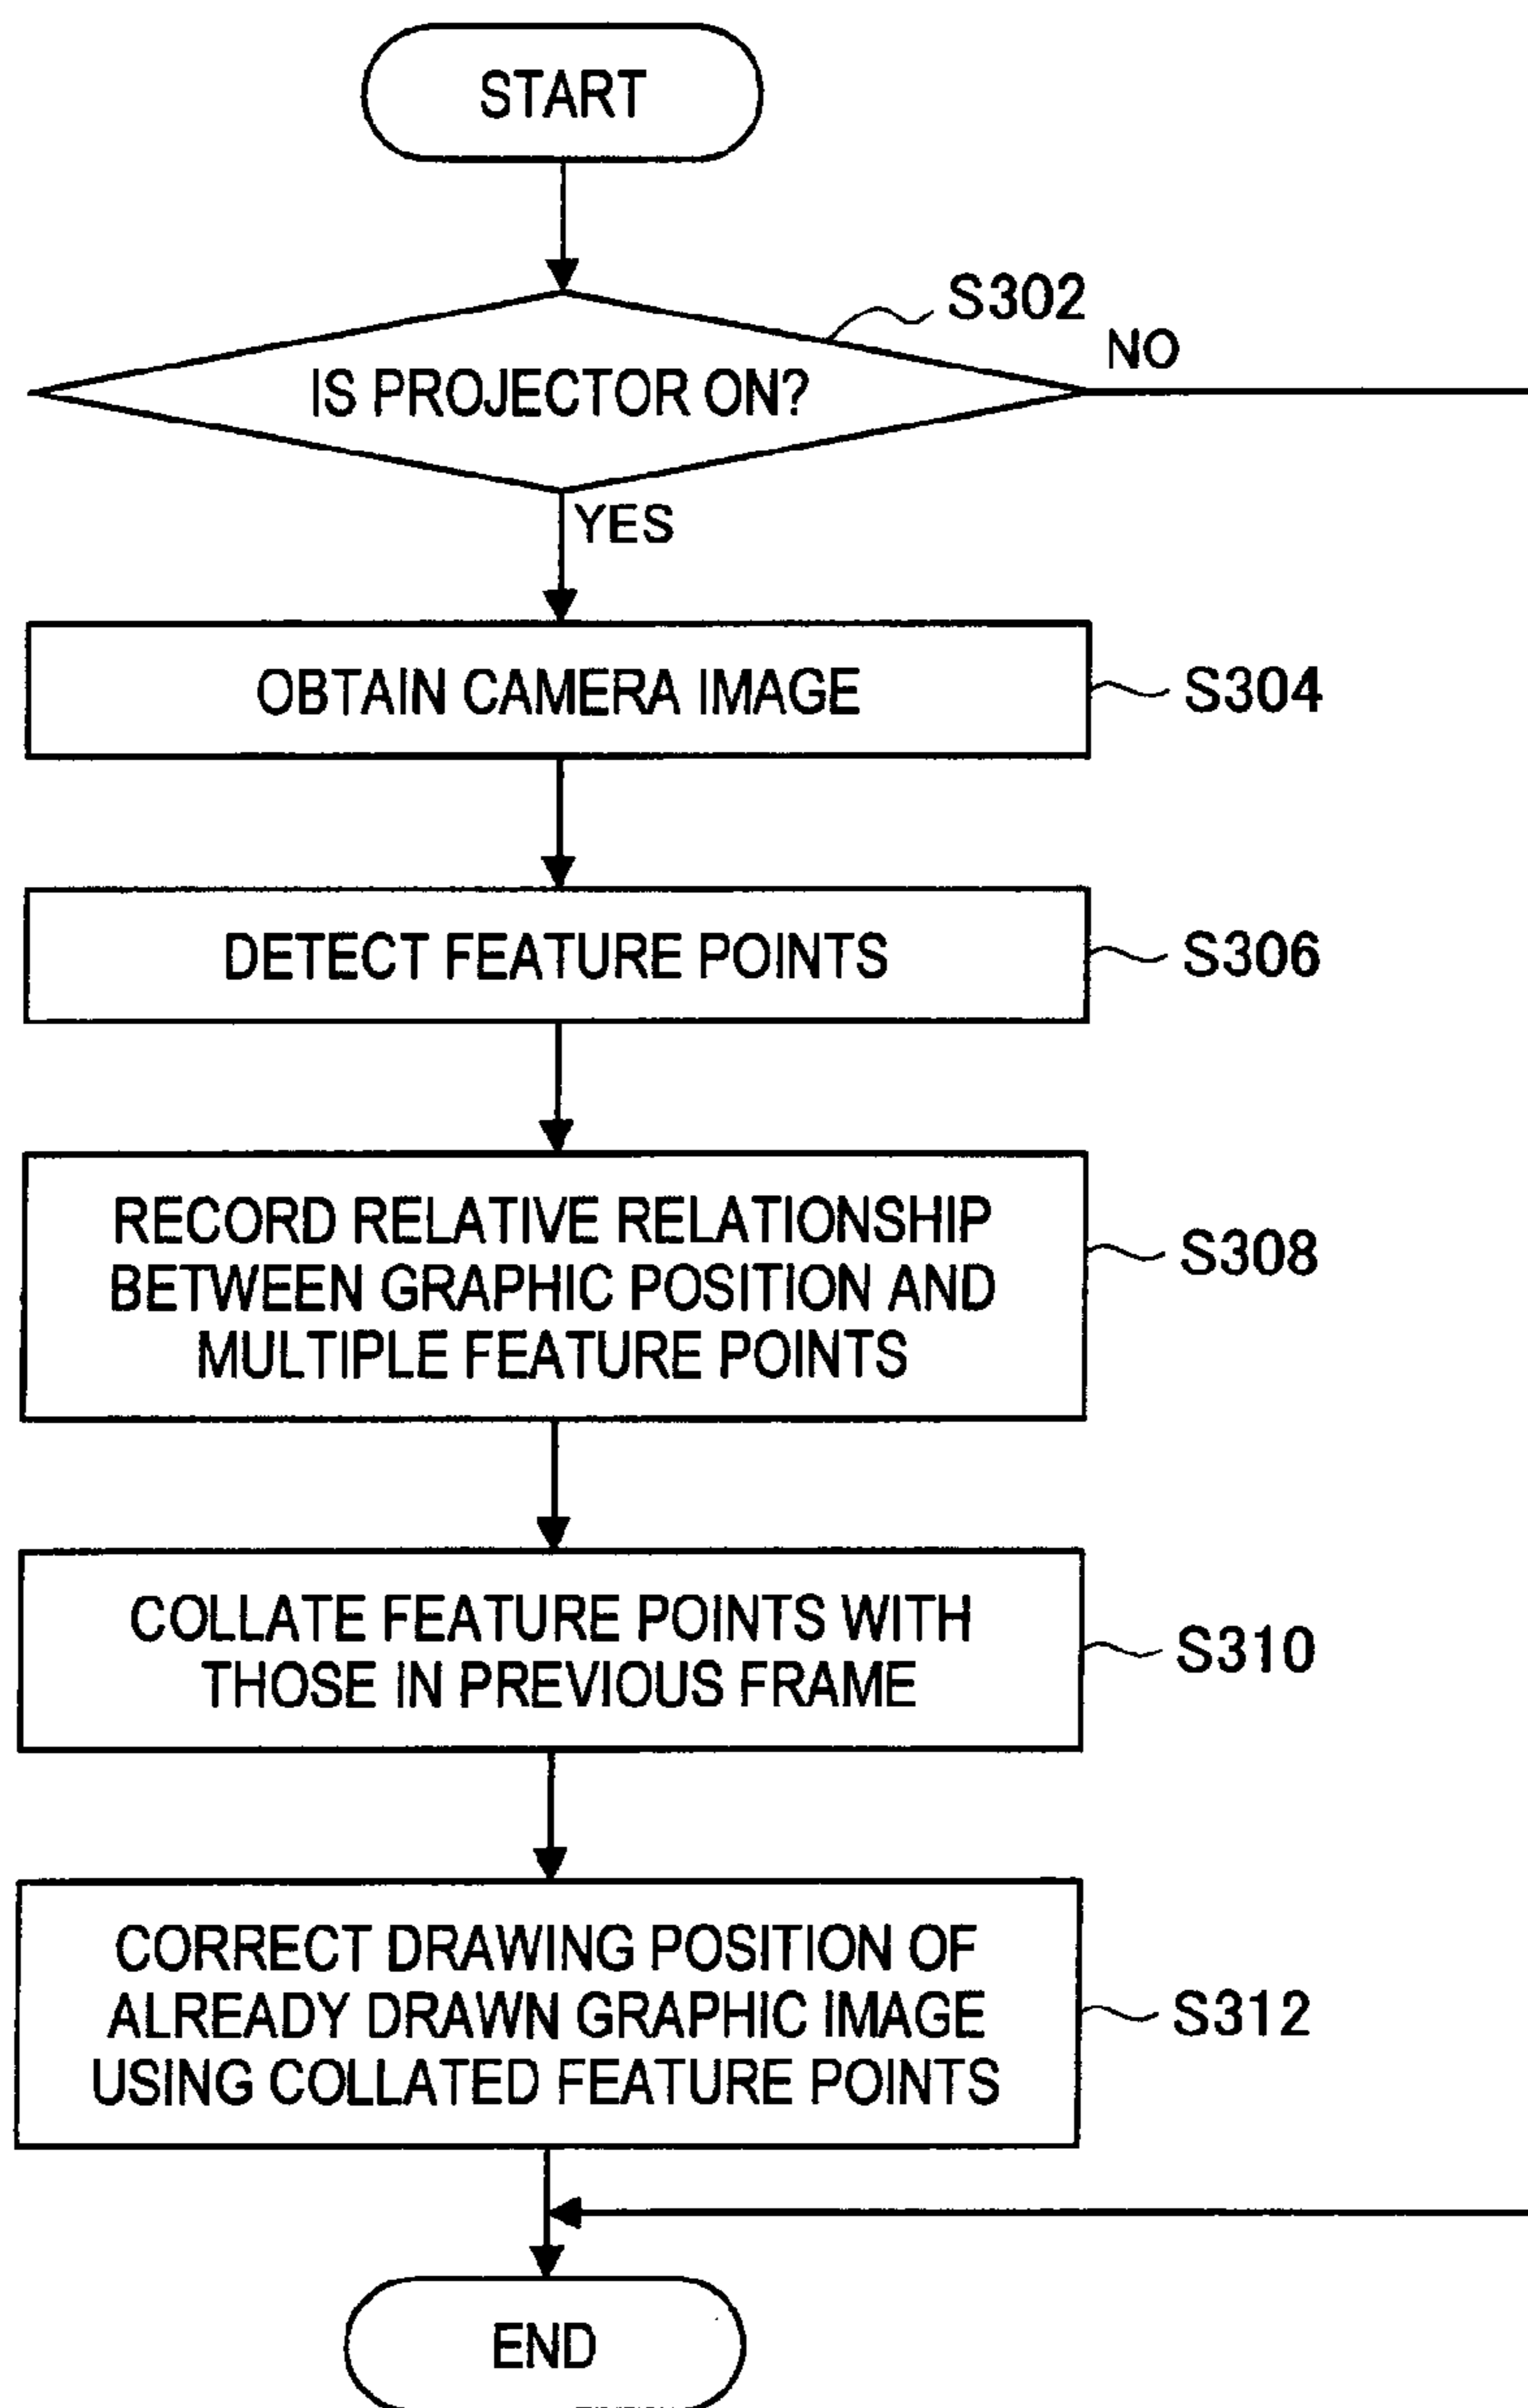 START
S302
IS PROJECTOR ON?
NO
YES
OBTAIN CAMERA IMAGE
S304
DETECT FEATURE POINTS
S306
RECORD RELATIVE RELATIONSHIP
BETWEEN GRAPHIC POSITION AND
MULTIPLE FEATURE POINTS
S308
COLLATE FEATURE POINTS WITH
THOSE IN PREVIOUS FRAME
S310
CORRECT DRAWING POSITION OF
ALREADY DRAWN GRAPHIC IMAGE
USING COLLATED FEATURE POINTS
S312
END